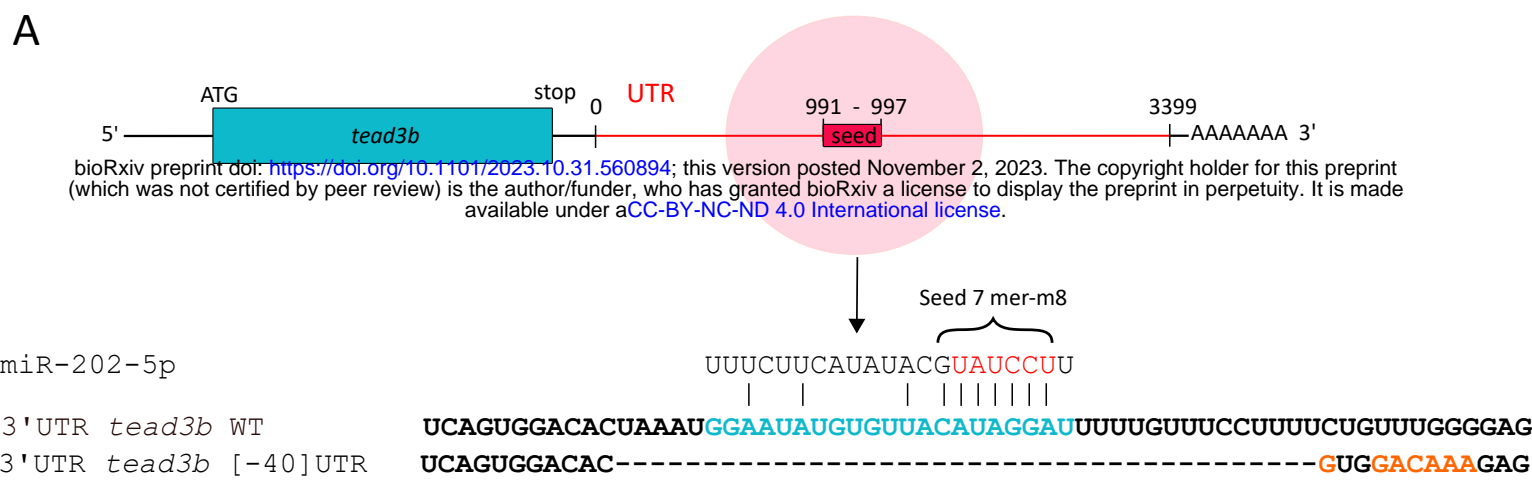 A
ATG stop 0 UTR 991 - 997 3399
5' tead3b seed AAAAAAA 3'
bioRxiv preprint doi: https://doi.org/10.1101/2023.10.31.560894; this version posted November 2, 2023. The copyright holder for this preprint
(which was not certified by peer review) is the author/funder, who has granted bioRxiv a license to display the preprint in perpetuity. It is made
available under aCC-BY-NC-ND 4.0 International license.
Seed 7 mer-m8
miR-202-5p UUUCUUCAUAUACGUAUCCUU
3'UTR tead3b WT UCAGUGGACACUAAAUGGAAUAUGUGUUACAUAGGAUUUUUGUUUCCUUUUCUGUUUGGGGAG
3'UTR tead3b [-40]UTR UCAGUGGACAC----------------------------------------GUGGACAAAGAG